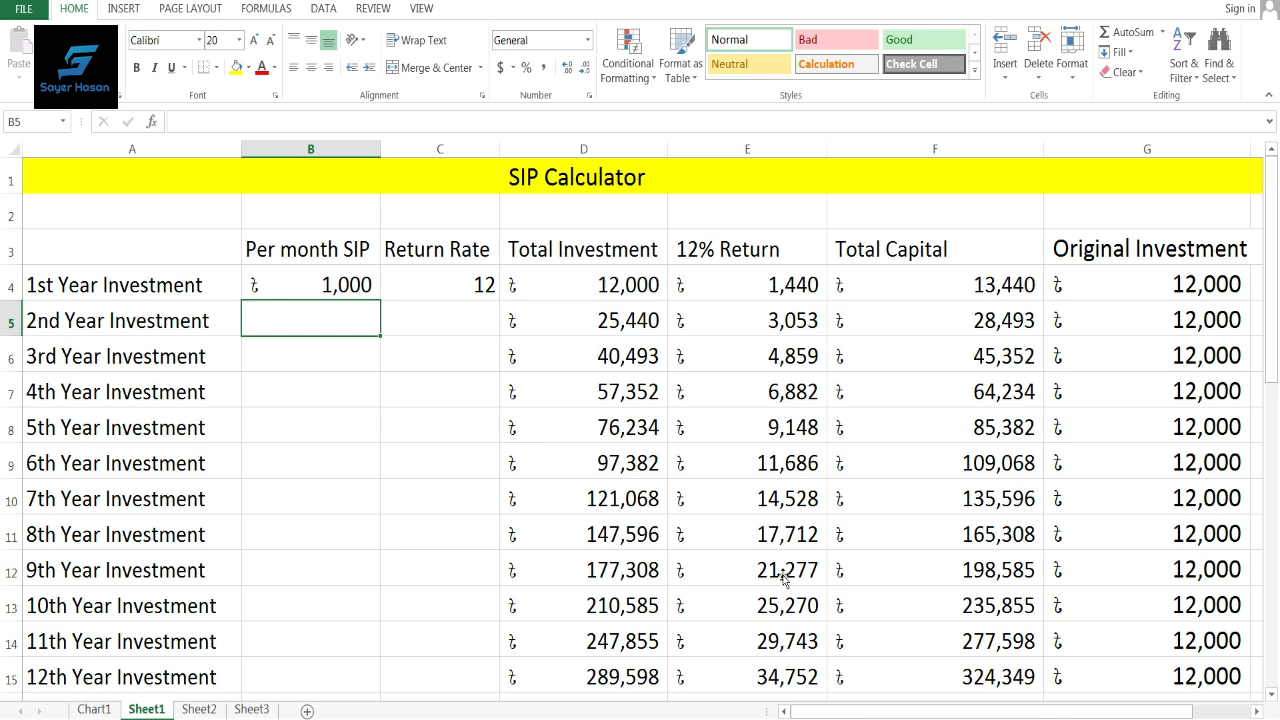 FILE HOME INSERT PAGE LAYOUT FORMULAS DATA REVIEW VIEW Sign in
Paste
Sayer Hasan
Calibri 20
B I U
Wrap Text
Merge & Center
General
$ % ,
Conditional Formatting
Format as Table
Normal Bad Good
Neutral Calculation Check Cell
Insert Delete Format
AutoSum
Fill
Clear
Sort & Filter
Find & Select
Font Alignment Number Styles Cells Editing
B5 fx
A B C D E F G
1 SIP Calculator
2
3 Per month SIP Return Rate Total Investment 12% Return Total Capital Original Investment
4 1st Year Investment ৳ 1,000 12 ৳ 12,000 ৳ 1,440 ৳ 13,440 ৳ 12,000
5 2nd Year Investment ৳ 25,440 ৳ 3,053 ৳ 28,493 ৳ 12,000
6 3rd Year Investment ৳ 40,493 ৳ 4,859 ৳ 45,352 ৳ 12,000
7 4th Year Investment ৳ 57,352 ৳ 6,882 ৳ 64,234 ৳ 12,000
8 5th Year Investment ৳ 76,234 ৳ 9,148 ৳ 85,382 ৳ 12,000
9 6th Year Investment ৳ 97,382 ৳ 11,686 ৳ 109,068 ৳ 12,000
10 7th Year Investment ৳ 121,068 ৳ 14,528 ৳ 135,596 ৳ 12,000
11 8th Year Investment ৳ 147,596 ৳ 17,712 ৳ 165,308 ৳ 12,000
12 9th Year Investment ৳ 177,308 ৳ 21,277 ৳ 198,585 ৳ 12,000
13 10th Year Investment ৳ 210,585 ৳ 25,270 ৳ 235,855 ৳ 12,000
14 11th Year Investment ৳ 247,855 ৳ 29,743 ৳ 277,598 ৳ 12,000
15 12th Year Investment ৳ 289,598 ৳ 34,752 ৳ 324,349 ৳ 12,000
Chart1 Sheet1 Sheet2 Sheet3